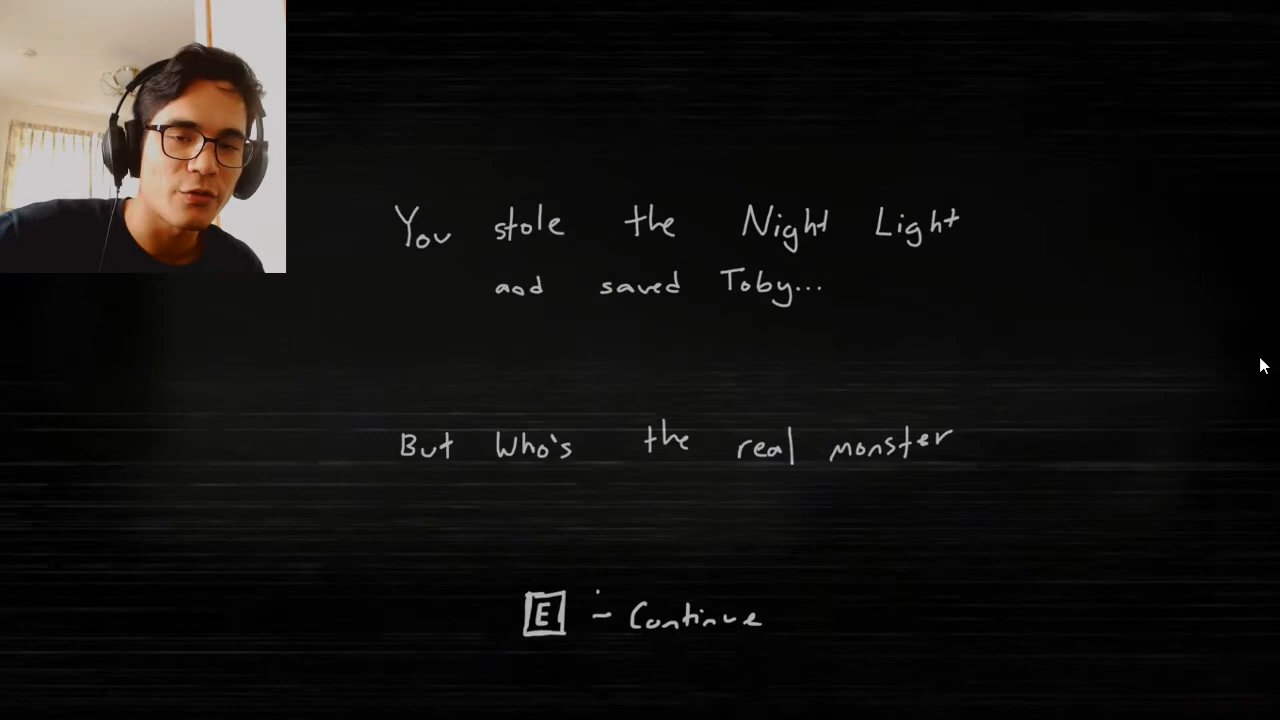 You stole the Night Light
and saved Toby...
But Who's the real monster
E - Continue